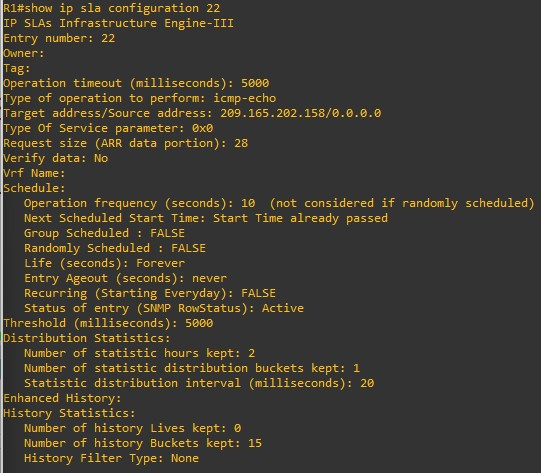 R1#show ip sla configuration 22
IP SLAs Infrastructure Engine-III
Entry number: 22
Owner:
Tag:
Operation timeout (milliseconds): 5000
Type of operation to perform: icmp-echo
Target address/Source address: 209.165.202.158/0.0.0.0
Type Of Service parameter: 0x0
Request size (ARR data portion): 28
Verify data: No
Vrf Name:
Schedule:
   Operation frequency (seconds): 10  (not considered if randomly scheduled)
   Next Scheduled Start Time: Start Time already passed
   Group Scheduled : FALSE
   Randomly Scheduled : FALSE
   Life (seconds): Forever
   Entry Ageout (seconds): never
   Recurring (Starting Everyday): FALSE
   Status of entry (SNMP RowStatus): Active
Threshold (milliseconds): 5000
Distribution Statistics:
   Number of statistic hours kept: 2
   Number of statistic distribution buckets kept: 1
   Statistic distribution interval (milliseconds): 20
Enhanced History:
History Statistics:
   Number of history Lives kept: 0
   Number of history Buckets kept: 15
   History Filter Type: None